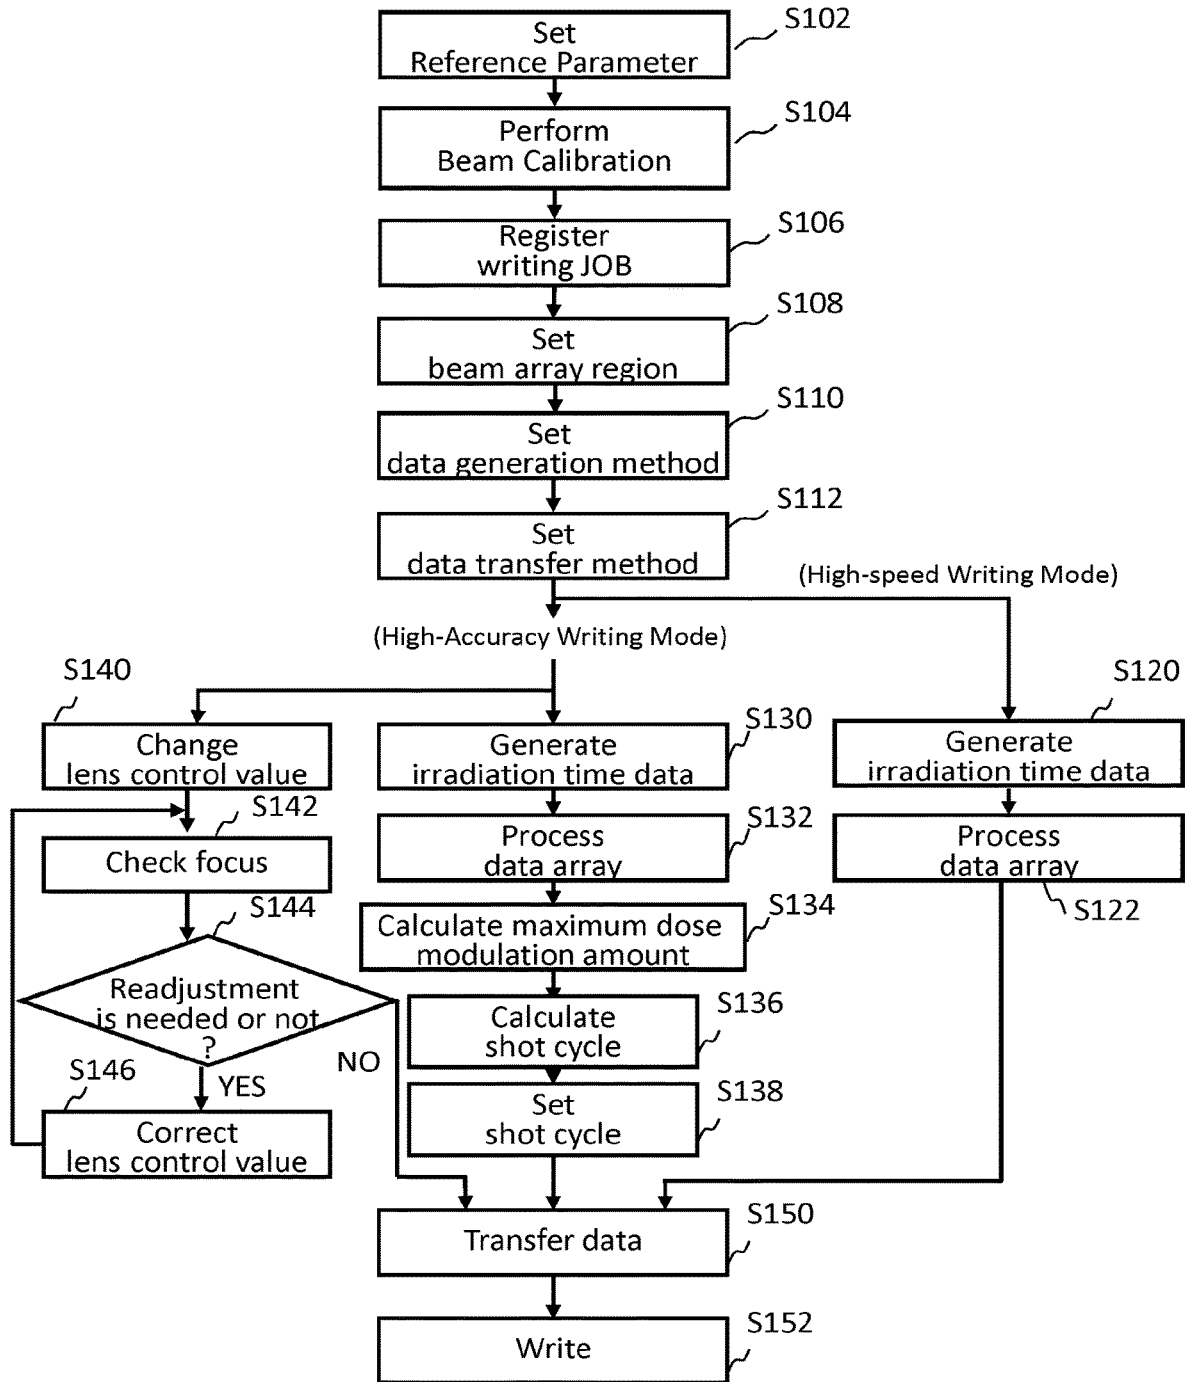 S102
Set
Reference Parameter
S104
Perform
Beam Calibration
S106
Register
writing JOB
S108
Set
beam array region
S110
Set
data generation method
S112
Set
data transfer method
(High-speed Writing Mode)
(High-Accuracy Writing Mode)
S140
Change
lens control value
S142
Check focus
S144
Readjustment
is needed or not
?
NO
YES
S146
Correct
lens control value
S130
Generate
irradiation time data
S132
Process
data array
S134
Calculate maximum dose
modulation amount
S136
Calculate
shot cycle
S138
Set
shot cycle
S120
Generate
irradiation time data
Process
data array
S122
S150
Transfer data
S152
Write